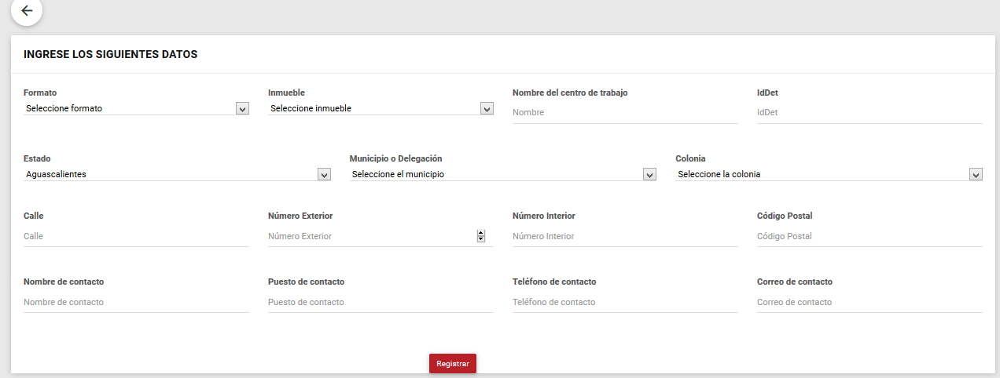 INGRESE LOS SIGUIENTES DATOS
Formato Inmueble Nombre del centro de trabajo IdDet
Seleccione formato Seleccione inmueble Nombre IdDet
Estado Municipio o Delegación Colonia
Aguascalientes Seleccione el municipio Seleccione la colonia
Calle Número Exterior Número Interior Código Postal
Calle Número Exterior Número Interior Código Postal
Nombre de contacto Puesto de contacto Teléfono de contacto Correo de contacto
Nombre de contacto Puesto de contacto Teléfono de contacto Correo de contacto
Registrar